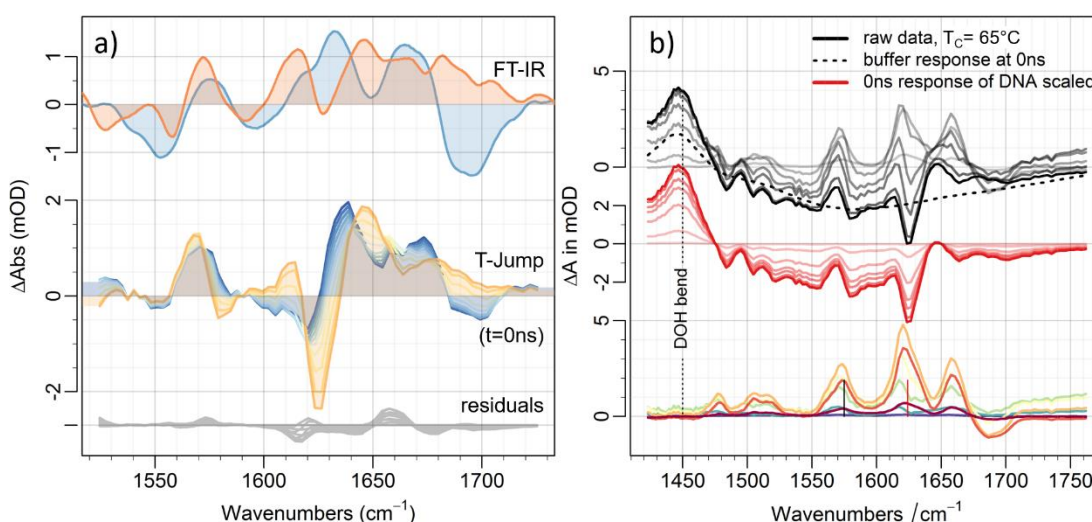 a)
FT-IR
1
0
-1
2
T-Jump
0
(t=0ns)
-2
residuals
ΔAbs (mOD)
1550
1600
1650
1700
Wavenumbers (cm⁻¹)
b)
raw data, T_C= 65°C
buffer response at 0ns
0ns response of DNA scaled
5
0
2
0
-2
5
0
ΔA in mOD
DOH bend
1450
1500
1550
1600
1650
1700
1750
Wavenumbers /cm⁻¹